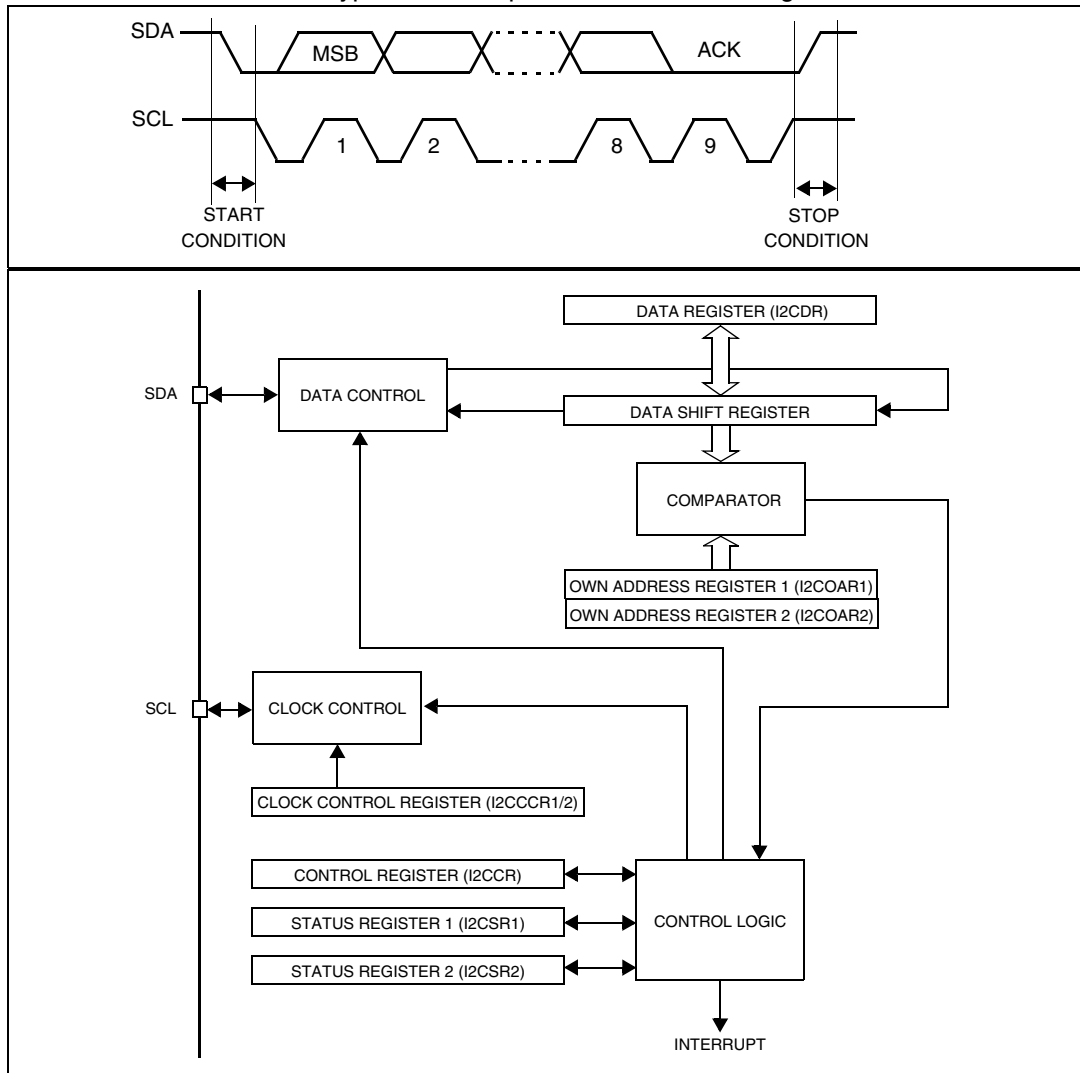 SDA
MSB
ACK
SCL
1
2
8
9
START
CONDITION
STOP
CONDITION
DATA REGISTER (I2CDR)
SDA
DATA CONTROL
DATA SHIFT REGISTER
COMPARATOR
OWN ADDRESS REGISTER 1 (I2COAR1)
OWN ADDRESS REGISTER 2 (I2COAR2)
SCL
CLOCK CONTROL
CLOCK CONTROL REGISTER (I2CCCR1/2)
CONTROL REGISTER (I2CCR)
STATUS REGISTER 1 (I2CSR1)
CONTROL LOGIC
STATUS REGISTER 2 (I2CSR2)
INTERRUPT